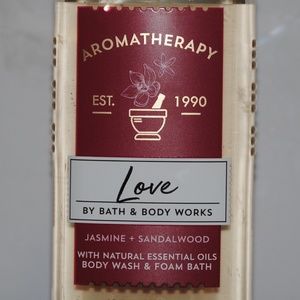 AROMATHERAPY
EST. 1990
Love
BY BATH & BODY WORKS
JASMINE + SANDALWOOD
WITH NATURAL ESSENTIAL OILS
BODY WASH & FOAM BATH